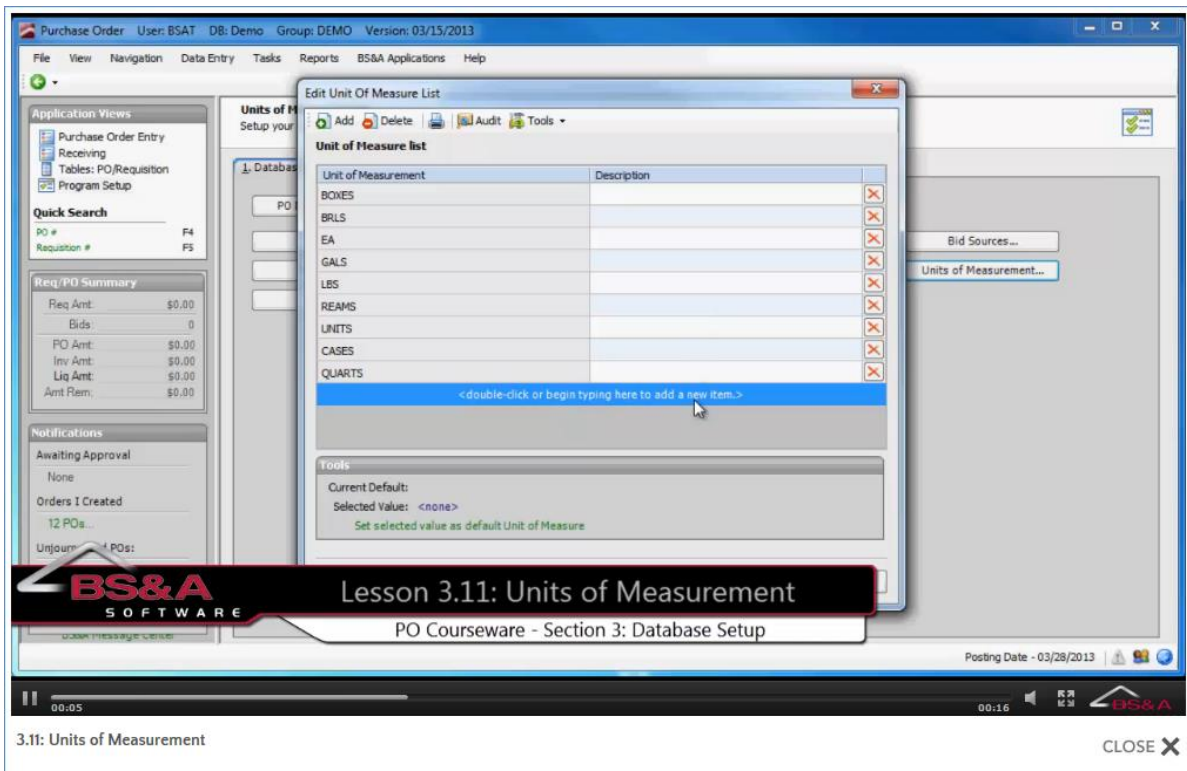 Purchase Order User: BSAT DB: Demo Group: DEMO Version: 03/15/2013
File View Navigation Data Entry Tasks Reports BS&A Applications Help
Application Views
Purchase Order Entry
Receiving
Tables: PO/Requisition
Program Setup
Quick Search
PO # F4
Requisition # F5
Req/PO Summary
Req Amt: $0.00
Bids: 0
PO Amt: $0.00
Inv Amt: $0.00
Liq Amt: $0.00
Amt Rem: $0.00
Notifications
Awaiting Approval
None
Orders I Created
12 POs...
POs:
BS&A Message Center
Units of M
Setup your
1. Databas
PO
Edit Unit Of Measure List
Add Delete Audit Tools
Unit of Measure list
Unit of Measurement Description
BOXES
BRLS
EA
GALS
LBS
REAMS
UNITS
CASES
QUARTS
<double-click or begin typing here to add a new item.>
Tools
Current Default:
Selected Value: <none>
Set selected value as default Unit of Measure
Bid Sources...
Units of Measurement...
BS&A
SOFTWARE
Lesson 3.11: Units of Measurement
PO Courseware - Section 3: Database Setup
Posting Date - 03/28/2013
00:05
00:16
BS&A
3.11: Units of Measurement
CLOSE